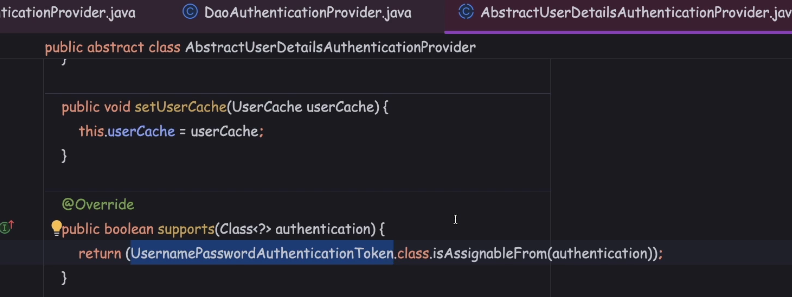 ticationProvider.java DaoAuthenticationProvider.java AbstractUserDetailsAuthenticationProvider.jav
public abstract class AbstractUserDetailsAuthenticationProvider
}
public void setUserCache(UserCache userCache) {
this.userCache = userCache;
}
@Override
public boolean supports(Class<?> authentication) {
return (UsernamePasswordAuthenticationToken.class.isAssignableFrom(authentication));
}